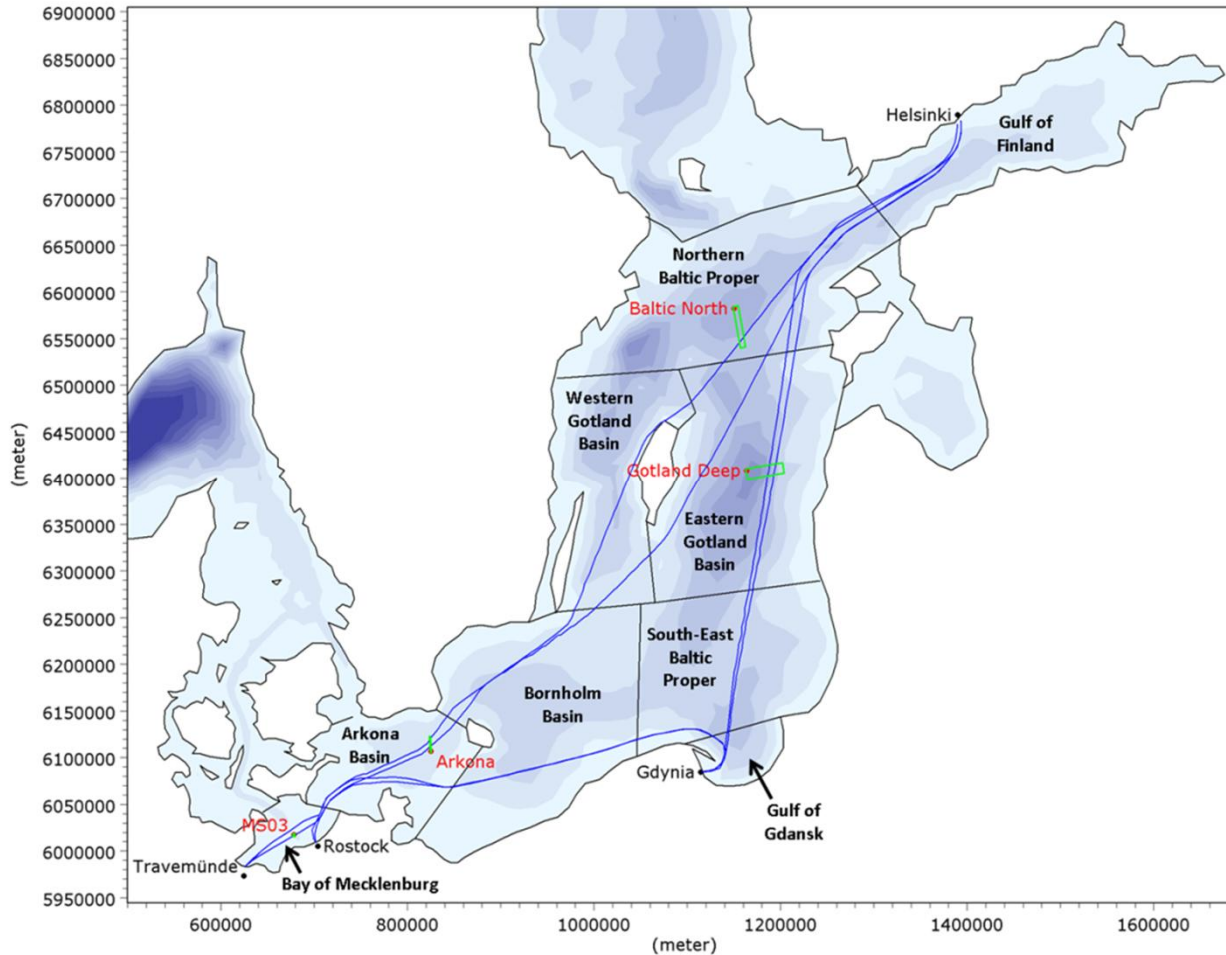 6900000
6850000
6800000
6750000
6700000
6650000
6600000
6550000
6500000
6450000
6400000
6350000
6300000
6250000
6200000
6150000
6100000
6050000
6000000
5950000
(meter)
Helsinki
Gulf of
Finland
Northern
Baltic Proper
Baltic North
Western
Gotland
Basin
Gotland Deep
Eastern
Gotland
Basin
South-East
Baltic
Proper
Bornholm
Basin
Arkona
Basin
Arkona
Gdynia
Gulf of
Gdansk
MS03
Rostock
Travemünde
Bay of Mecklenburg
600000
800000
1000000
1200000
1400000
1600000
(meter)